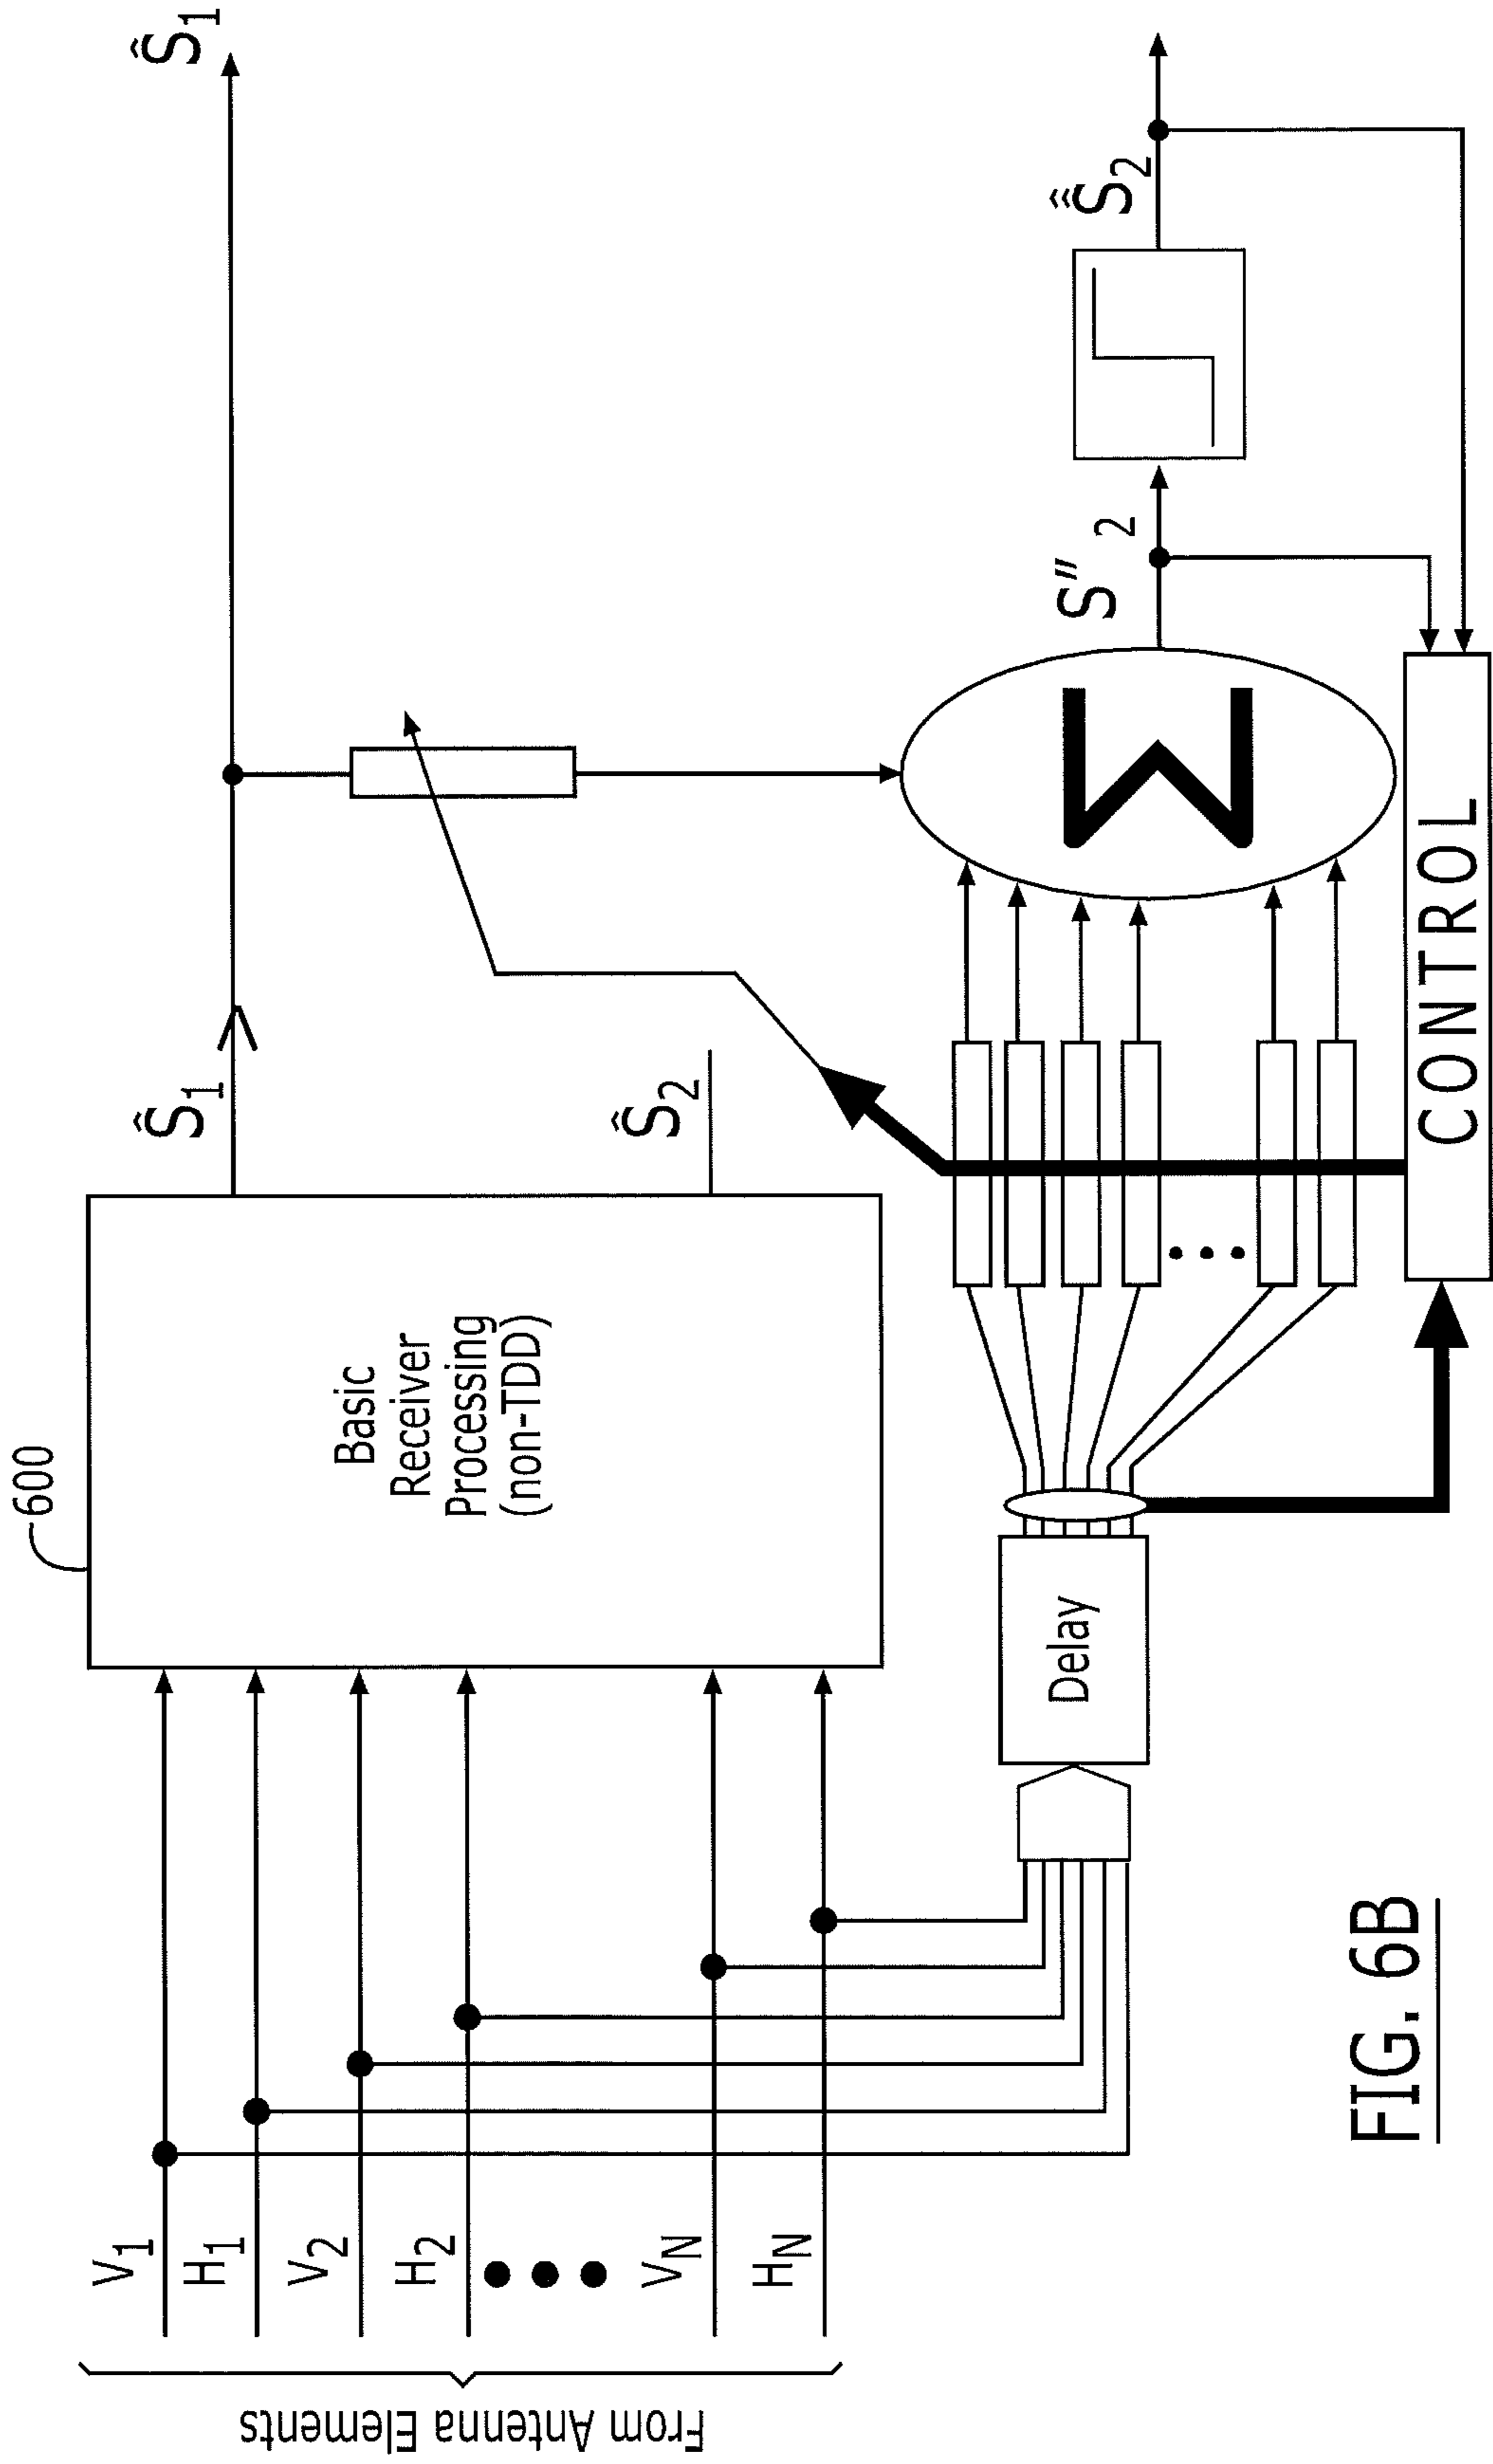 From Antenna Elements
V1
H1
V2
H2
•••
VN
HN
600
Basic
Receiver
Processing
(non-TDD)
Ŝ1
Ŝ2
Ŝ1
Delay
•••
Σ
S″2
Ŝ̂2
CONTROL
FIG. 6B